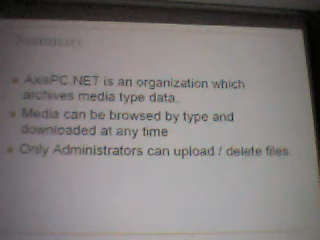 Summary
AxisPC.NET is an organization which
archives media type data.
Media can be browsed by type and
downloaded at any time
Only Administrators can upload / delete files.